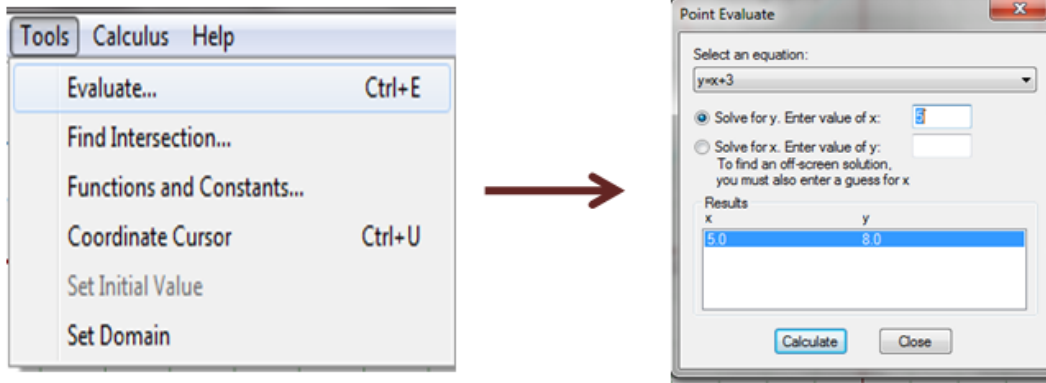 Tools Calculus Help
Evaluate... Ctrl+E
Find Intersection...
Functions and Constants...
Coordinate Cursor Ctrl+U
Set Initial Value
Set Domain
Point Evaluate
Select an equation:
y=x+3
Solve for y. Enter value of x: 5
Solve for x. Enter value of y:
To find an off-screen solution,
you must also enter a guess for x
Results
x y
5.0 8.0
Calculate Close